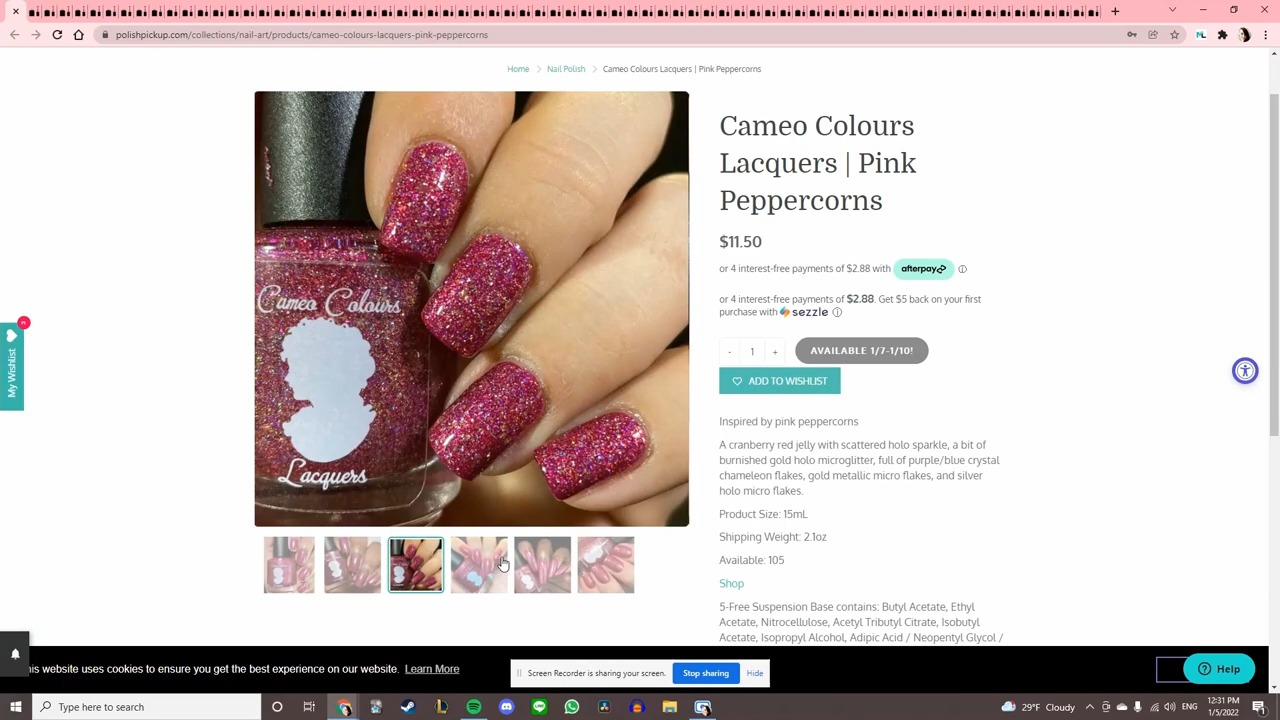 polishpickup.com/collections/nail-art/products/cameo-colours-lacquers-pink-peppercorns
Home
Nail Polish
Cameo Colours Lacquers | Pink Peppercorns
Cameo Colours
Lacquers
Cameo Colours
Lacquers | Pink
Peppercorns
$11.50
or 4 interest-free payments of $2.88 with afterpay
or 4 interest-free payments of $2.88. Get $5 back on your first
purchase with sezzle
- 1 +
AVAILABLE 1/7-1/10!
ADD TO WISHLIST
My Wishlist
Inspired by pink peppercorns
A cranberry red jelly with scattered holo sparkle, a bit of
burnished gold holo microglitter, full of purple/blue crystal
chameleon flakes, gold metallic micro flakes, and silver
holo micro flakes.
Product Size: 15mL
Shipping Weight: 2.1oz
Available: 105
Shop
5-Free Suspension Base contains: Butyl Acetate, Ethyl
Acetate, Nitrocellulose, Acetyl Tributyl Citrate, Isobutyl
Acetate, Isopropyl Alcohol, Adipic Acid / Neopentyl Glycol /
his website uses cookies to ensure you get the best experience on our website. Learn More
Screen Recorder is sharing your screen.
Stop sharing
Hide
Help
Type here to search
29°F Cloudy
12:31 PM
1/5/2022